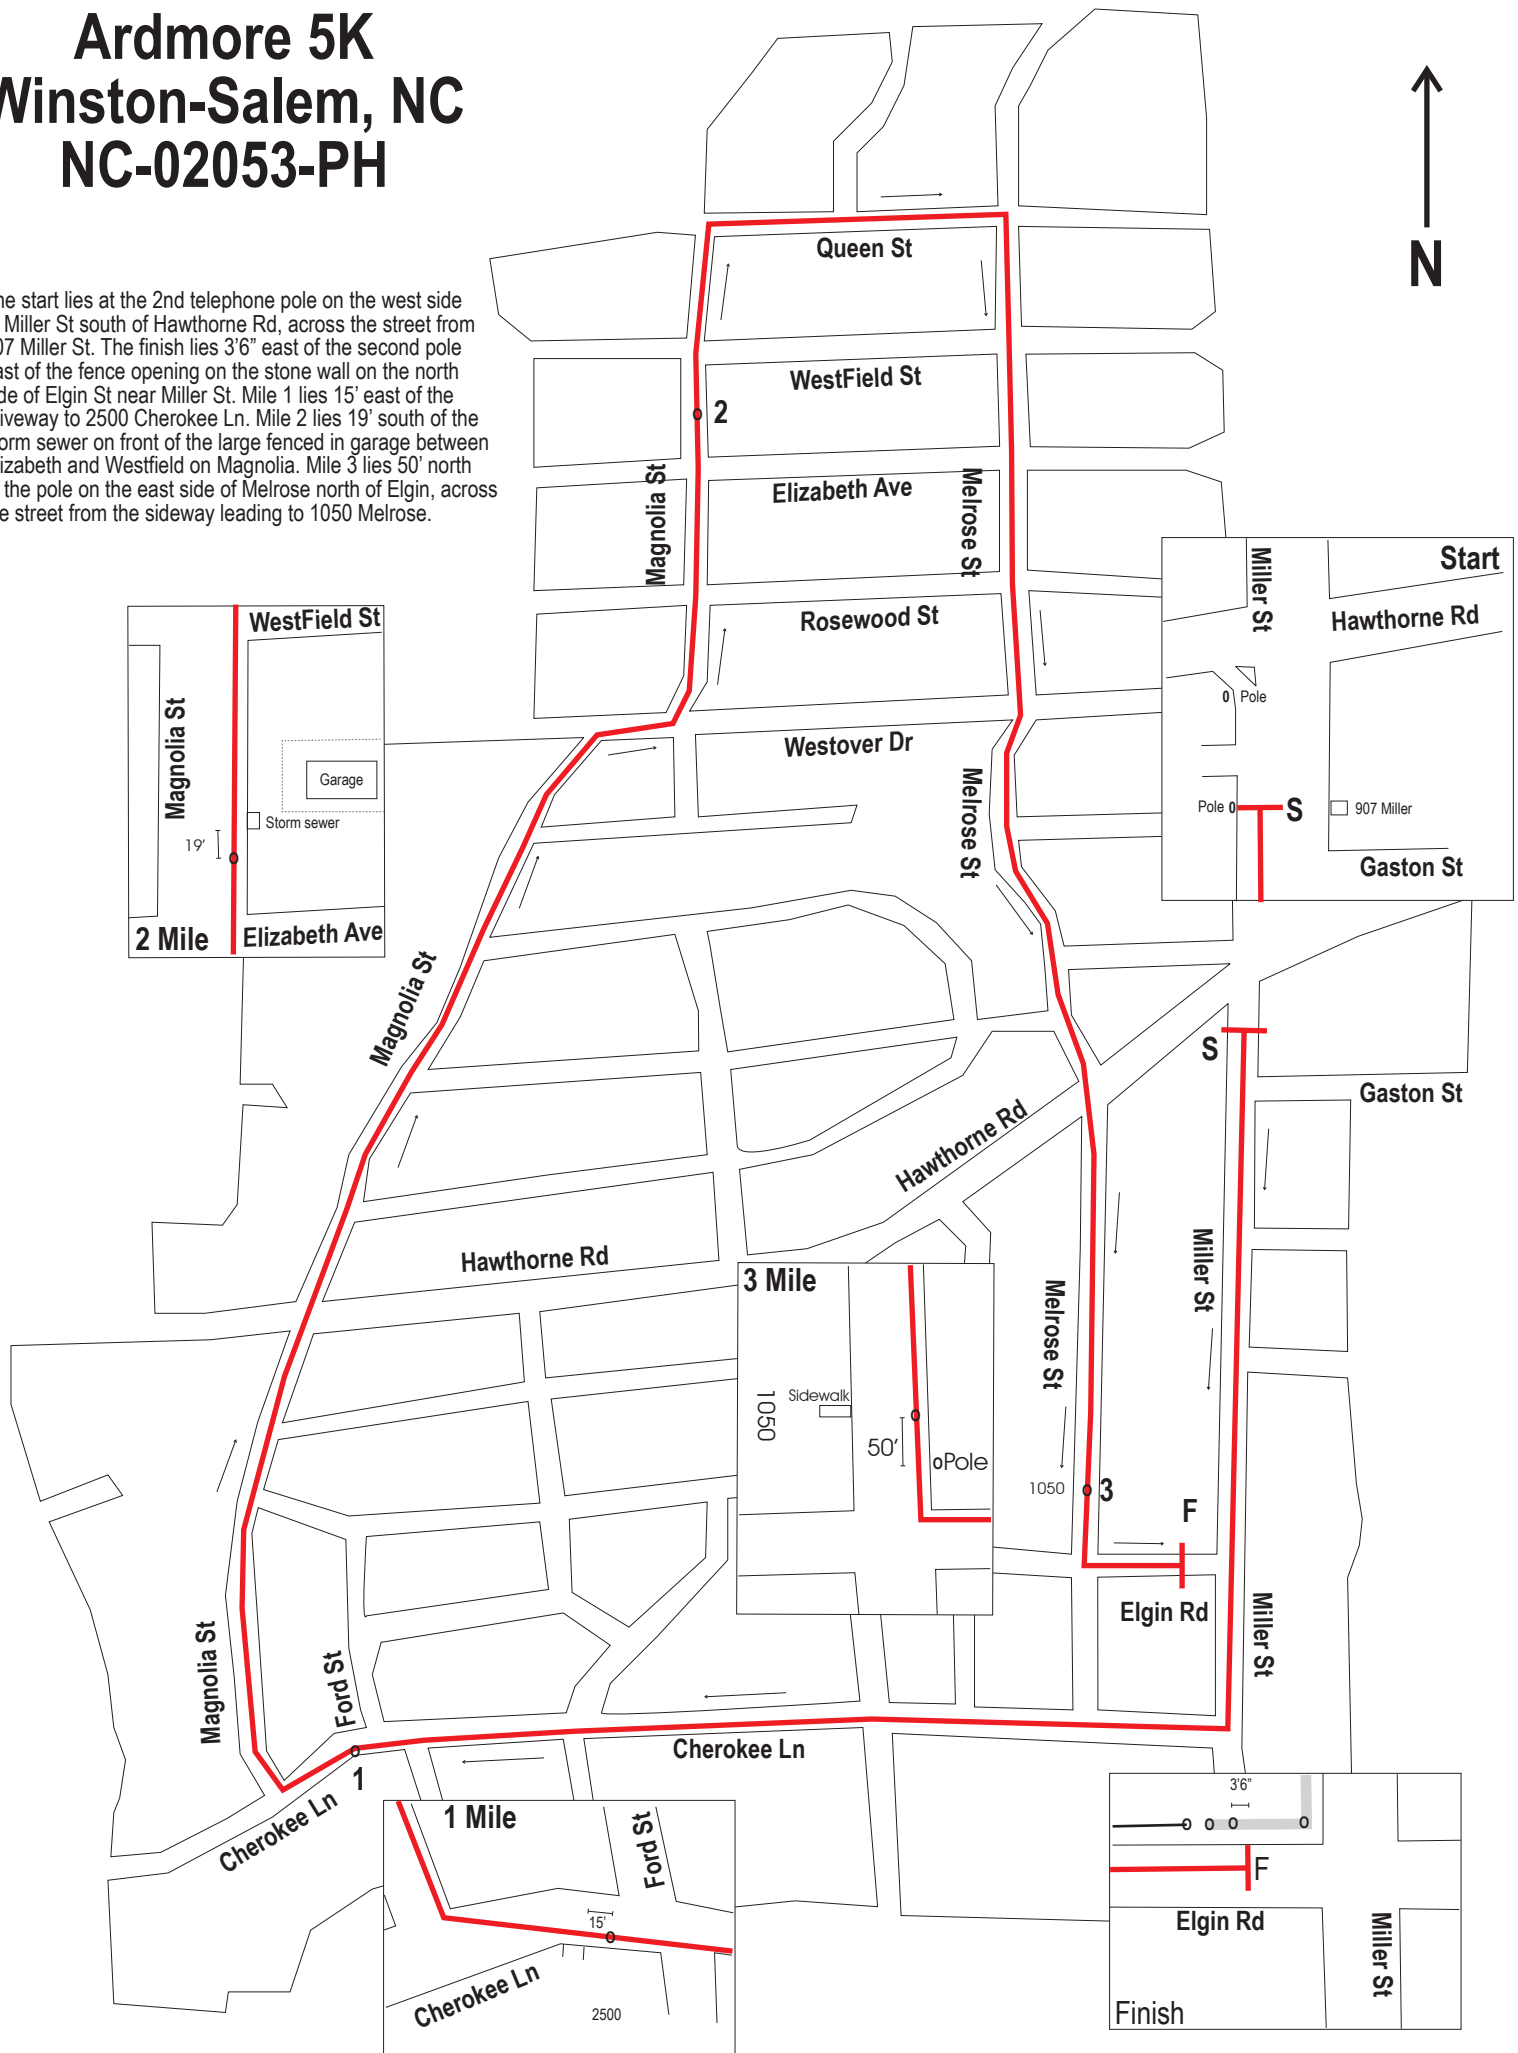 Ardmore 5K
Winston-Salem, NC
NC-02053-PH
N
he start lies at the 2nd telephone pole on the west side
Miller St south of Hawthorne Rd, across the street from
07 Miller St. The finish lies 3'6" east of the second pole
ast of the fence opening on the stone wall on the north
de of Elgin St near Miller St. Mile 1 lies 15' east of the
iveway to 2500 Cherokee Ln. Mile 2 lies 19' south of the
orm sewer on front of the large fenced in garage between
izabeth and Westfield on Magnolia. Mile 3 lies 50' north
the pole on the east side of Melrose north of Elgin, across
e street from the sideway leading to 1050 Melrose.
Queen St
WestField St
2
Elizabeth Ave
Magnolia St
Melrose St
Rosewood St
Westover Dr
Melrose St
Start
Miller St
Hawthorne Rd
0 Pole
Pole 0
S
907 Miller
Gaston St
WestField St
Magnolia St
Garage
Storm sewer
19'
2 Mile
Elizabeth Ave
Magnolia St
S
Gaston St
Hawthorne Rd
Hawthorne Rd
Miller St
Melrose St
3 Mile
1050
Sidewalk
50'
oPole
1050
3
F
Elgin Rd
Miller St
Magnolia St
Ford St
1
Cherokee Ln
Cherokee Ln
1 Mile
Ford St
15'
Cherokee Ln
2500
3'6"
F
Elgin Rd
Miller St
Finish